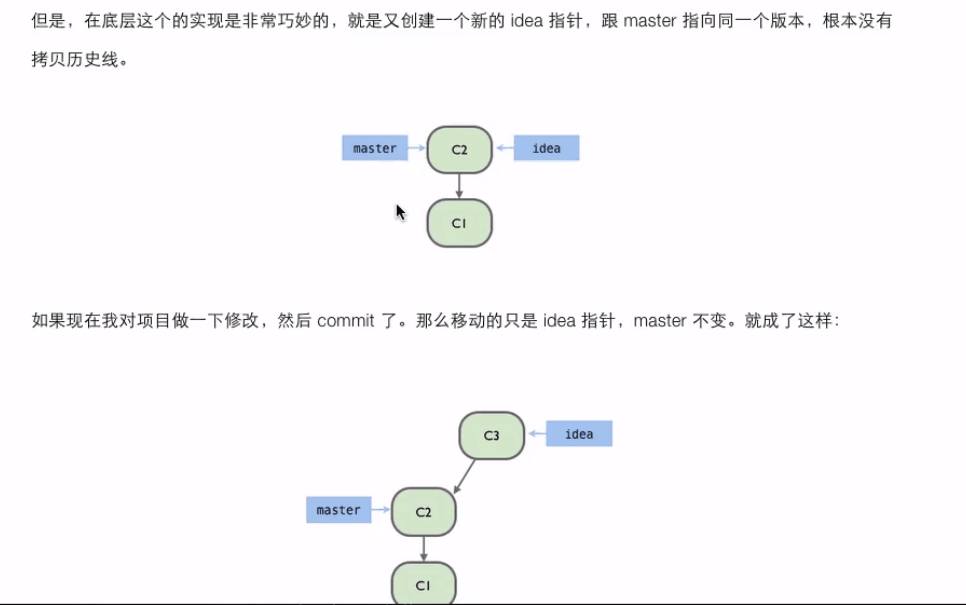 但是，在底层这个的实现是非常巧妙的，就是又创建一个新的 idea 指针，跟 master 指向同一个版本，根本没有
拷贝历史线。
master C2 idea
C1
如果现在我对项目做一下修改，然后 commit 了。那么移动的只是 idea 指针，master 不变。就成了这样：
C3 idea
master C2
C1